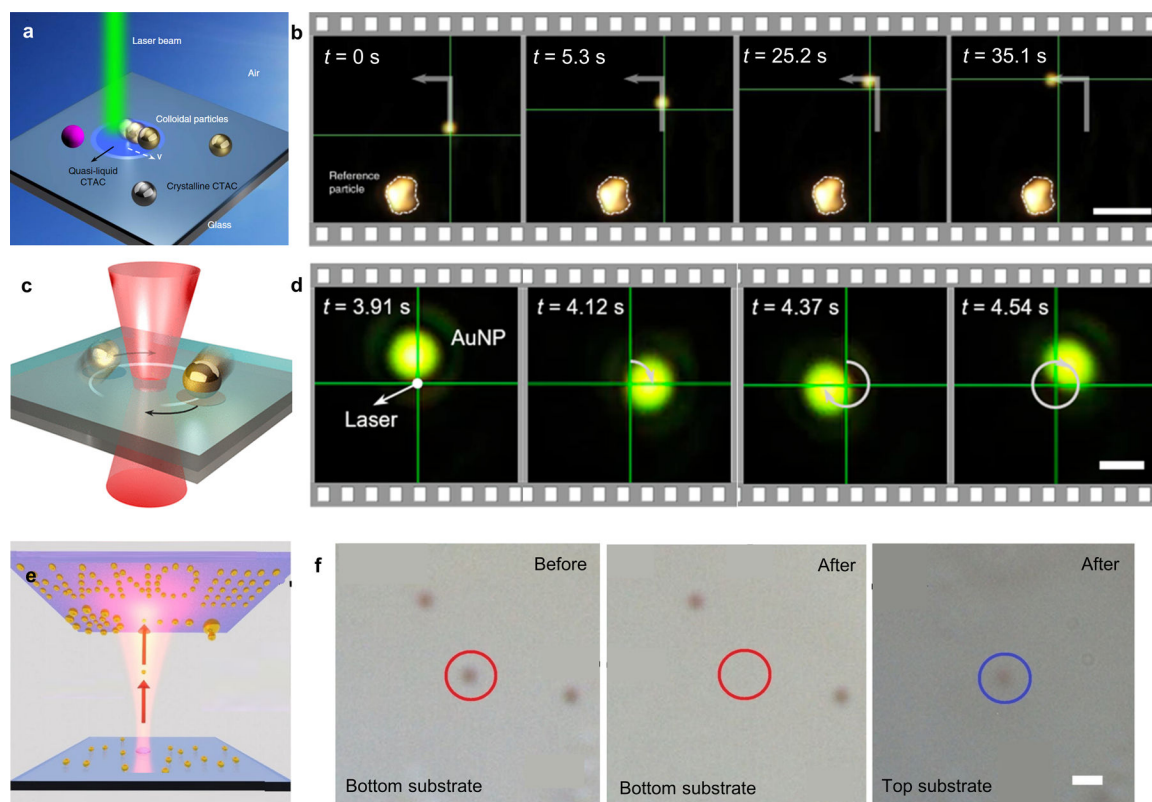 a
Laser beam
Air
Colloidal particles
v
Quasi-liquid
CTAC
Crystalline CTAC
Glass
b
t = 0 s
t = 5.3 s
t = 25.2 s
t = 35.1 s
Reference
particle
c
d
t = 3.91 s
t = 4.12 s
t = 4.37 s
t = 4.54 s
AuNP
Laser
e
f
Before
After
After
Bottom substrate
Bottom substrate
Top substrate